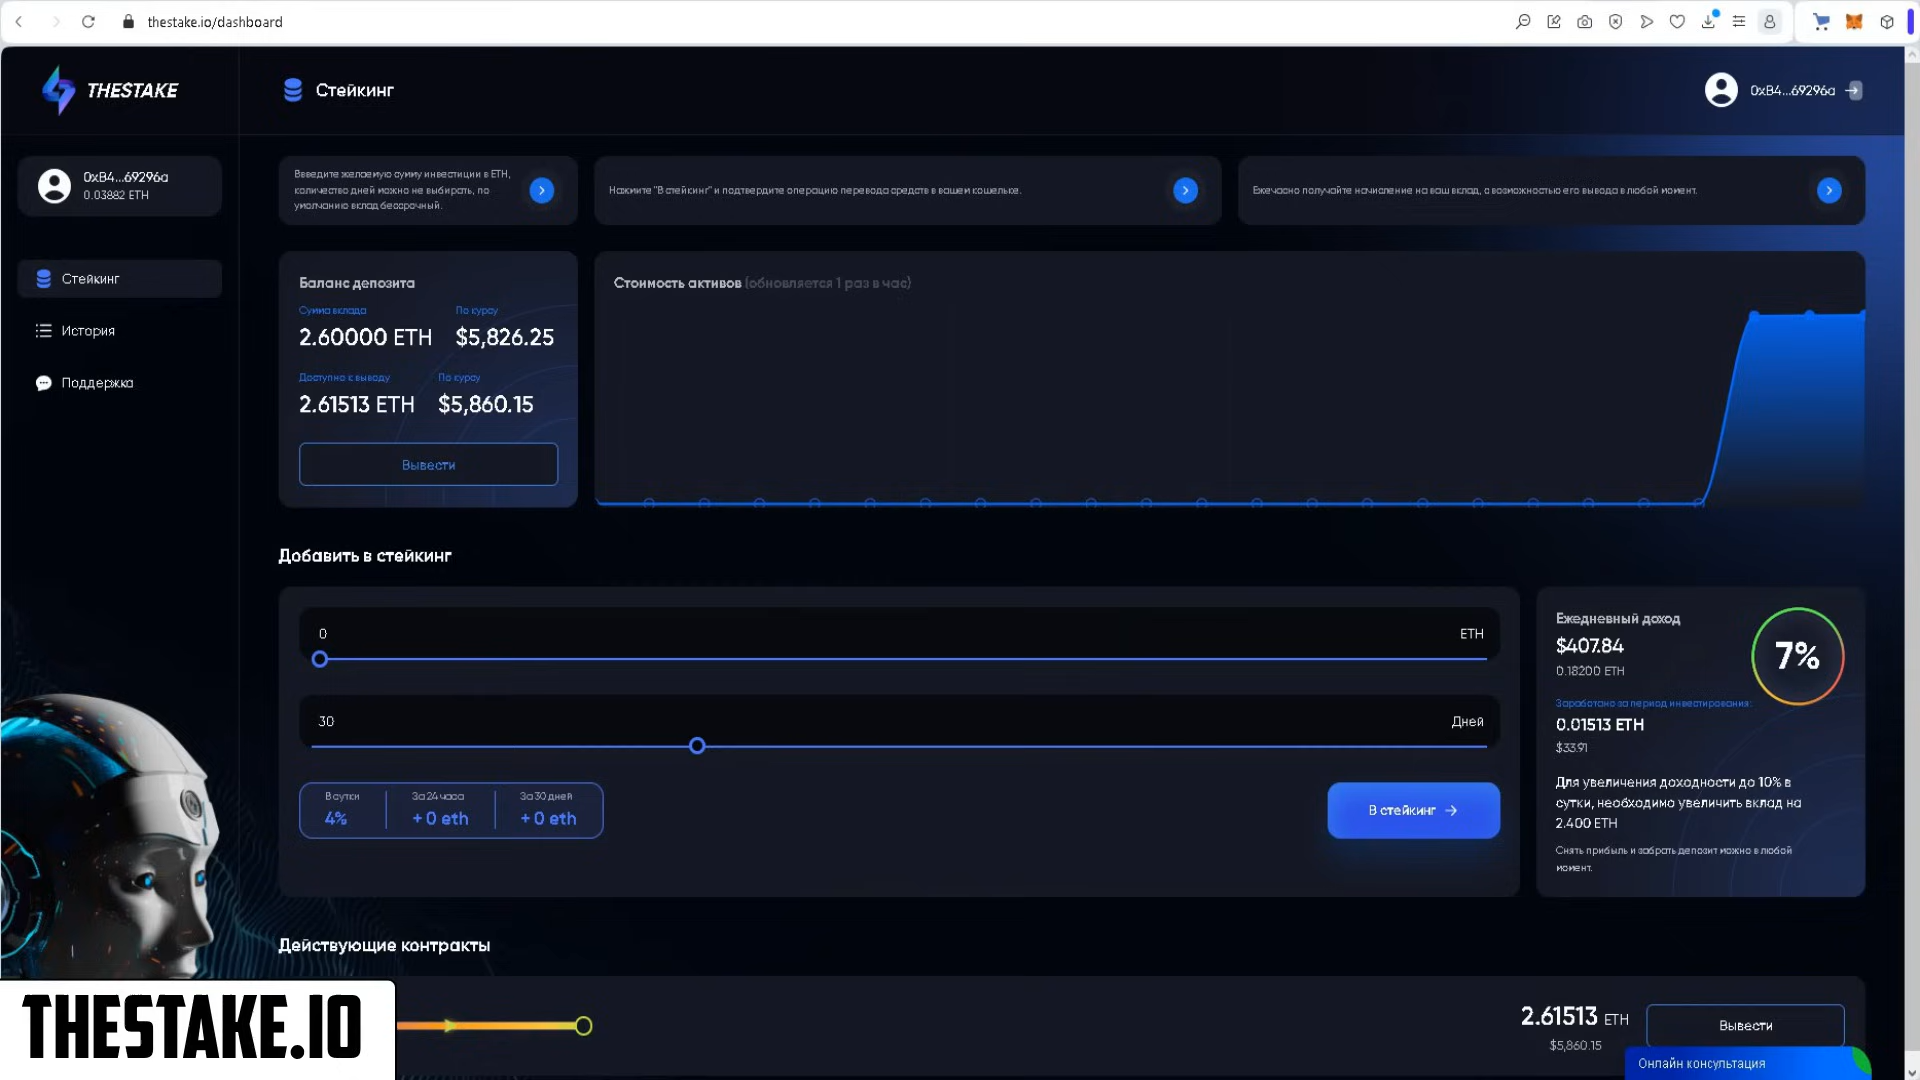 thestake.io/dashboard
THESTAKE
Стейкинг
0xB4...69296a
0xB4...69296a
0.03882 ETH
Стейкинг
История
Поддержка
Введите желаемую сумму инвестиции в ETH,
количество дней можно не выбирать, по
умолчанию вклад бессрочный.
Нажмите "В стейкинг" и подтвердите операцию перевода средств в вашем кошельке.
Ежечасно получайте начисление на ваш вклад, с возможностью его вывода в любой момент.
Баланс депозита
Сумма вклада По курсу
2.60000 ETH $5,826.25
Доступно к выводу По курсу
2.61513 ETH $5,860.15
Вывести
Стоимость активов (обновляется 1 раз в час)
Добавить в стейкинг
0 ETH
30 Дней
В сутки За 24 часа За 30 дней
4% + 0 eth + 0 eth
В стейкинг
Ежедневный доход
$407.84
0.18200 ETH
7%
Заработано за период инвестирования:
0.01513 ETH
$33.91
Для увеличения доходности до 10% в
сутки, необходимо увеличить вклад на
2.400 ETH
Снять прибыль и забрать депозит можно в любой
момент.
Действующие контракты
2.61513 ETH
$5,860.15
Вывести
Онлайн консультация
THESTAKE.IO